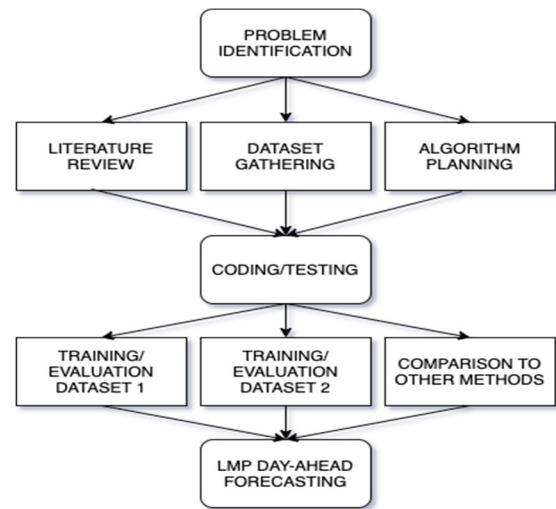 PROBLEM
IDENTIFICATION
LITERATURE
REVIEW
DATASET
GATHERING
ALGORITHM
PLANNING
CODING/TESTING
TRAINING/
EVALUATION
DATASET 1
TRAINING/
EVALUATION
DATASET 2
COMPARISON TO
OTHER METHODS
LMP DAY-AHEAD
FORECASTING